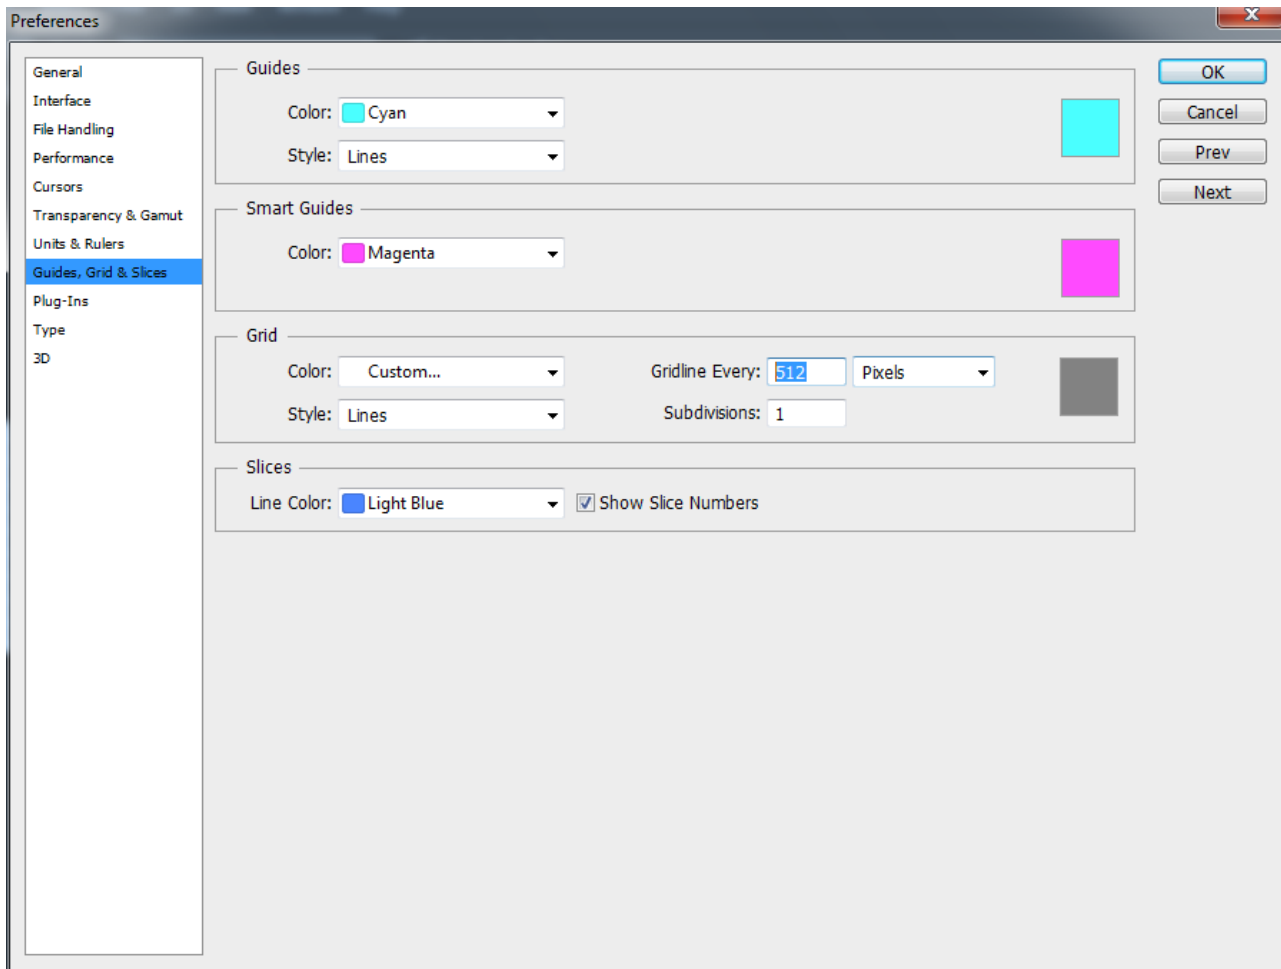 Preferences
General
Interface
File Handling
Performance
Cursors
Transparency & Gamut
Units & Rulers
Guides, Grid & Slices
Plug-Ins
Type
3D
Guides
Color: Cyan
Style: Lines
Smart Guides
Color: Magenta
Grid
Color: Custom... Gridline Every: 512 Pixels
Style: Lines Subdivisions: 1
Slices
Line Color: Light Blue Show Slice Numbers
OK
Cancel
Prev
Next